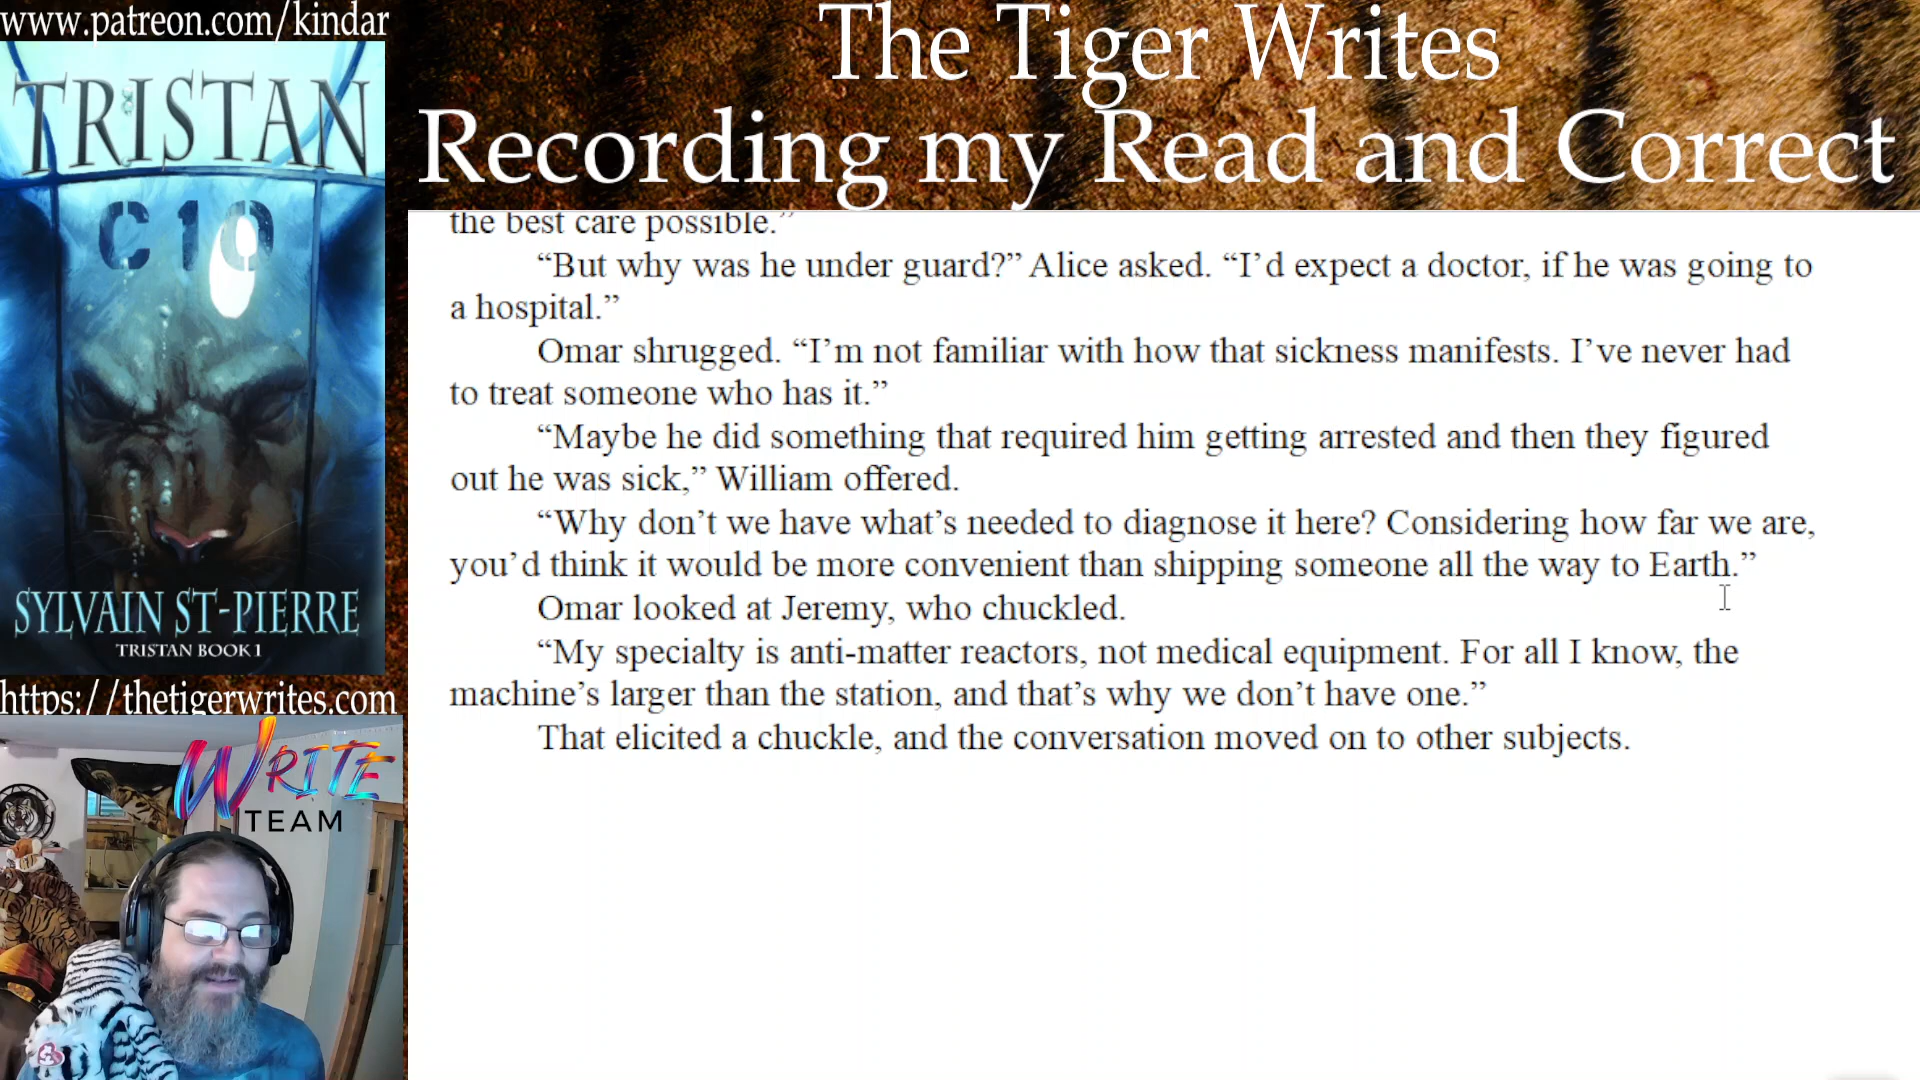 www.patreon.com/kindar
TRISTAN
C10
SYLVAIN ST-PIERRE
TRISTAN BOOK 1
https://thetigerwrites.com
WRITE
TEAM
The Tiger Writes
Recording my Read and Correct
the best care possible.”
“But why was he under guard?” Alice asked. “I’d expect a doctor, if he was going to
a hospital.”
Omar shrugged. “I’m not familiar with how that sickness manifests. I’ve never had
to treat someone who has it.”
“Maybe he did something that required him getting arrested and then they figured
out he was sick,” William offered.
“Why don’t we have what’s needed to diagnose it here? Considering how far we are,
you’d think it would be more convenient than shipping someone all the way to Earth.”
Omar looked at Jeremy, who chuckled.
“My specialty is anti-matter reactors, not medical equipment. For all I know, the
machine’s larger than the station, and that’s why we don’t have one.”
That elicited a chuckle, and the conversation moved on to other subjects.